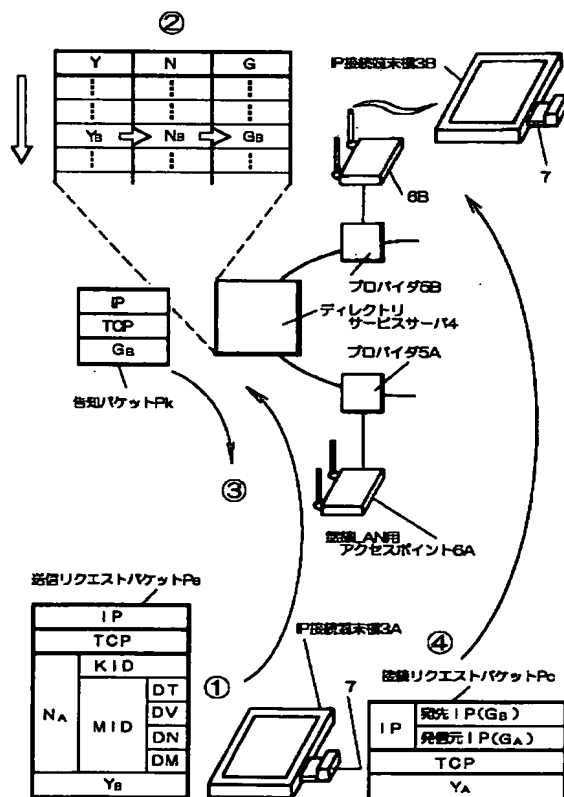 ②
Y N G
YB NB GB
IP接続端末機3B
7
6B
プロバイダ5B
ディレクトリ
サービスサーバ4
プロバイダ5A
IP
TCP
GB
告知パケットPk
③
無線LAN用
アクセスポイント6A
送信リクエストパケットPs
IP
TCP
NA
KID
MID
DT
DV
DN
DM
YB
①
IP接続端末機3A
7
④
接続リクエストパケットPc
IP
宛先IP(GB)
発信元IP(GA)
TCP
YA